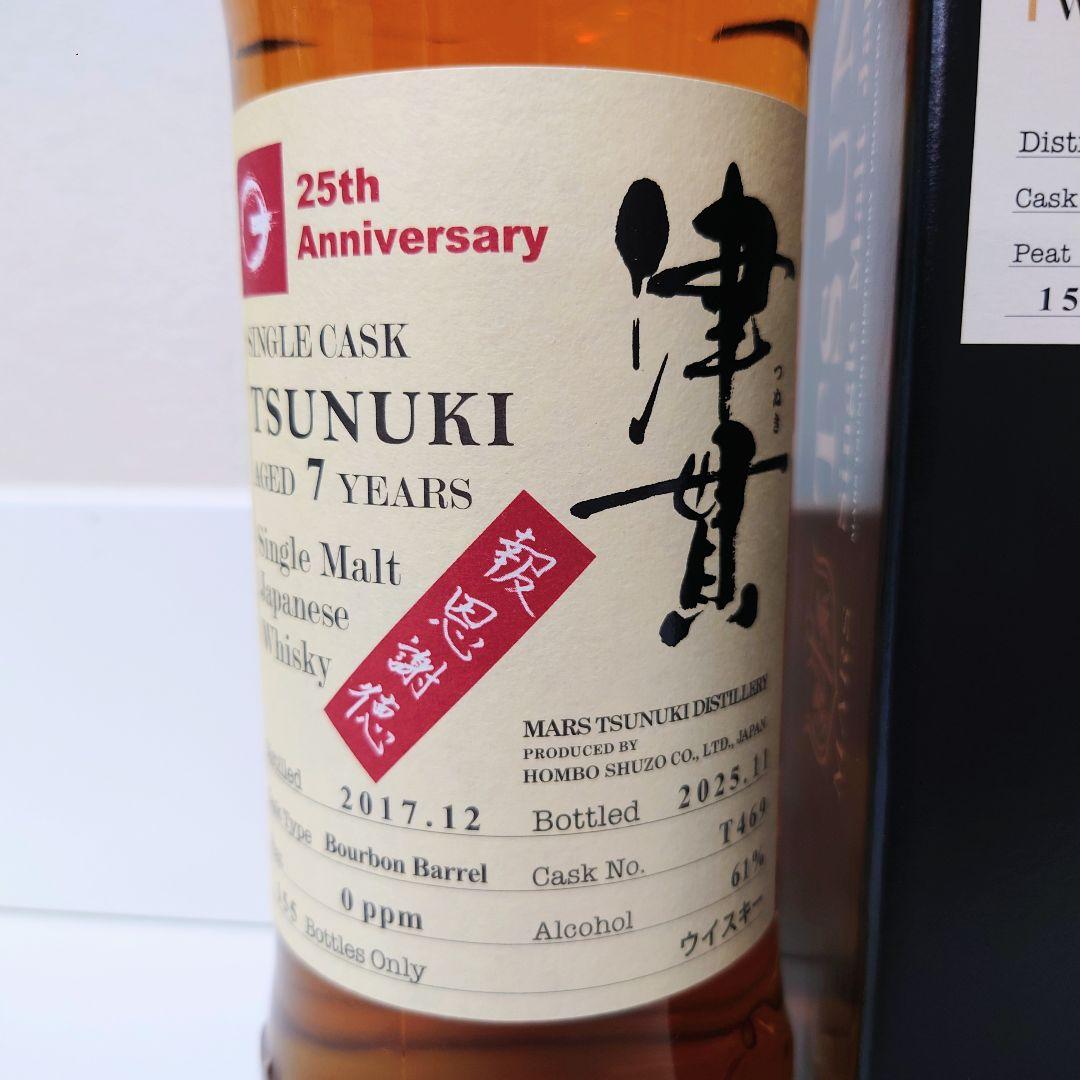 25th
Anniversary
SINGLE CASK
TSUNUKI
AGED 7 YEARS
Single Malt
Japanese
Whisky
津貫
つぬき
報恩謝徳
MARS TSUNUKI DISTILLERY
PRODUCED BY
HOMBO SHUZO CO., LTD., JAPAN.
Distilled 2017.12
Bottled 2025.11
Type Bourbon Barrel
Cask No. T469
0 ppm
Alcohol 61%
Bottles Only
ウイスキー
Cask
Peat